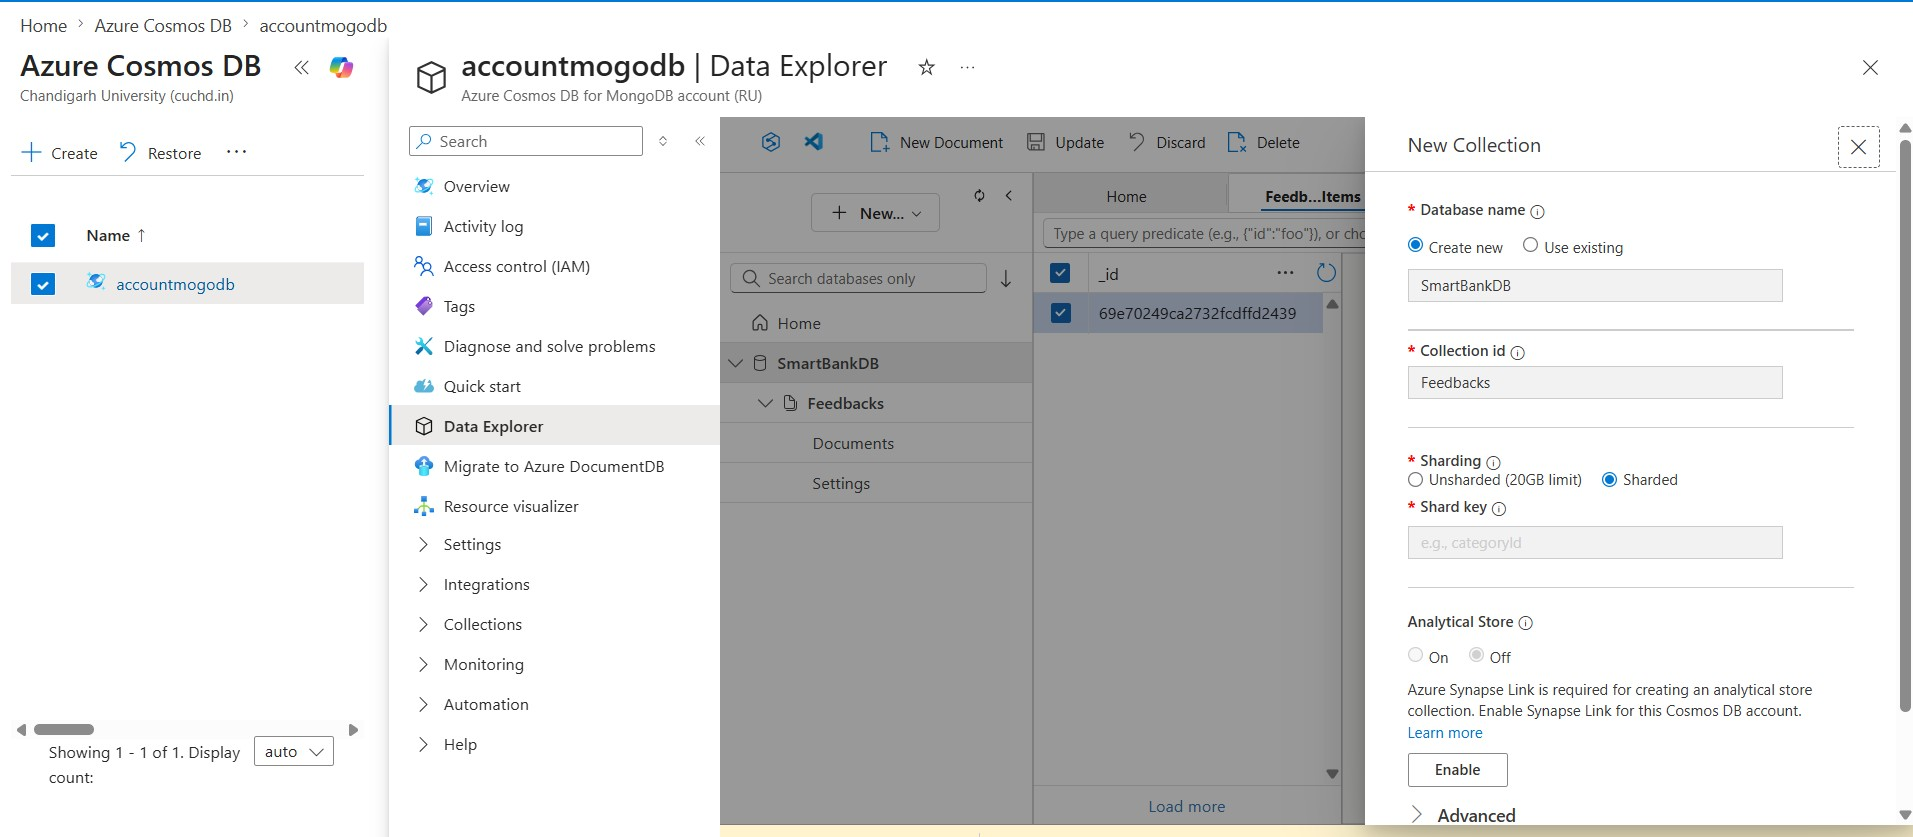 Home > Azure Cosmos DB > accountmogodb
Azure Cosmos DB
Chandigarh University (cuchd.in)
Create Restore ...
Name ↑
accountmogodb
Showing 1 - 1 of 1. Display count: auto
accountmogodb | Data Explorer
Azure Cosmos DB for MongoDB account (RU)
Search
Overview
Activity log
Access control (IAM)
Tags
Diagnose and solve problems
Quick start
Data Explorer
Migrate to Azure DocumentDB
Resource visualizer
Settings
Integrations
Collections
Monitoring
Automation
Help
New Document Update Discard Delete
New...
Search databases only
Home
SmartBankDB
Feedbacks
Documents
Settings
Home Feedb...Items
Type a query predicate (e.g., {"id":"foo"}), or cho
_id ...
69e70249ca2732fcdffd2439
Load more
New Collection
* Database name
Create new Use existing
SmartBankDB
* Collection id
Feedbacks
* Sharding
Unsharded (20GB limit) Sharded
* Shard key
e.g., categoryId
Analytical Store
On Off
Azure Synapse Link is required for creating an analytical store
collection. Enable Synapse Link for this Cosmos DB account.
Learn more
Enable
Advanced